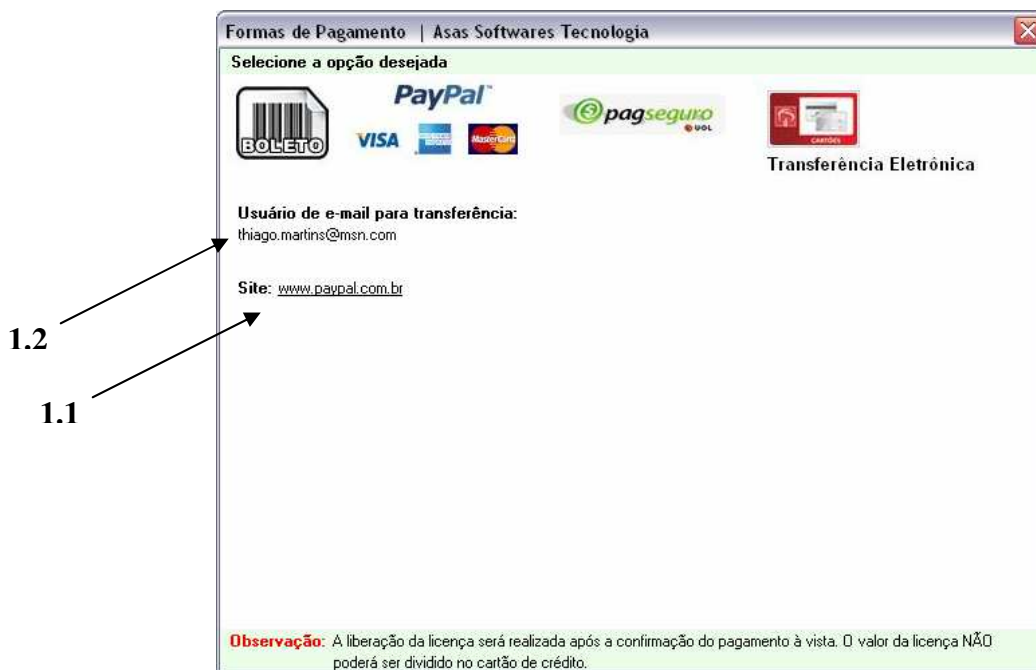 Formas de Pagamento | Asas Softwares Tecnologia
Selecione a opção desejada
BOLETO
PayPal
VISA
MasterCard
pagseguro
UOL
CARTÕES
Transferência Eletrônica
Usuário de e-mail para transferência:
thiago.martins@msn.com
Site: www.paypal.com.br
1.2
1.1
Observação: A liberação da licença será realizada após a confirmação do pagamento à vista. O valor da licença NÃO
poderá ser dividido no cartão de crédito.